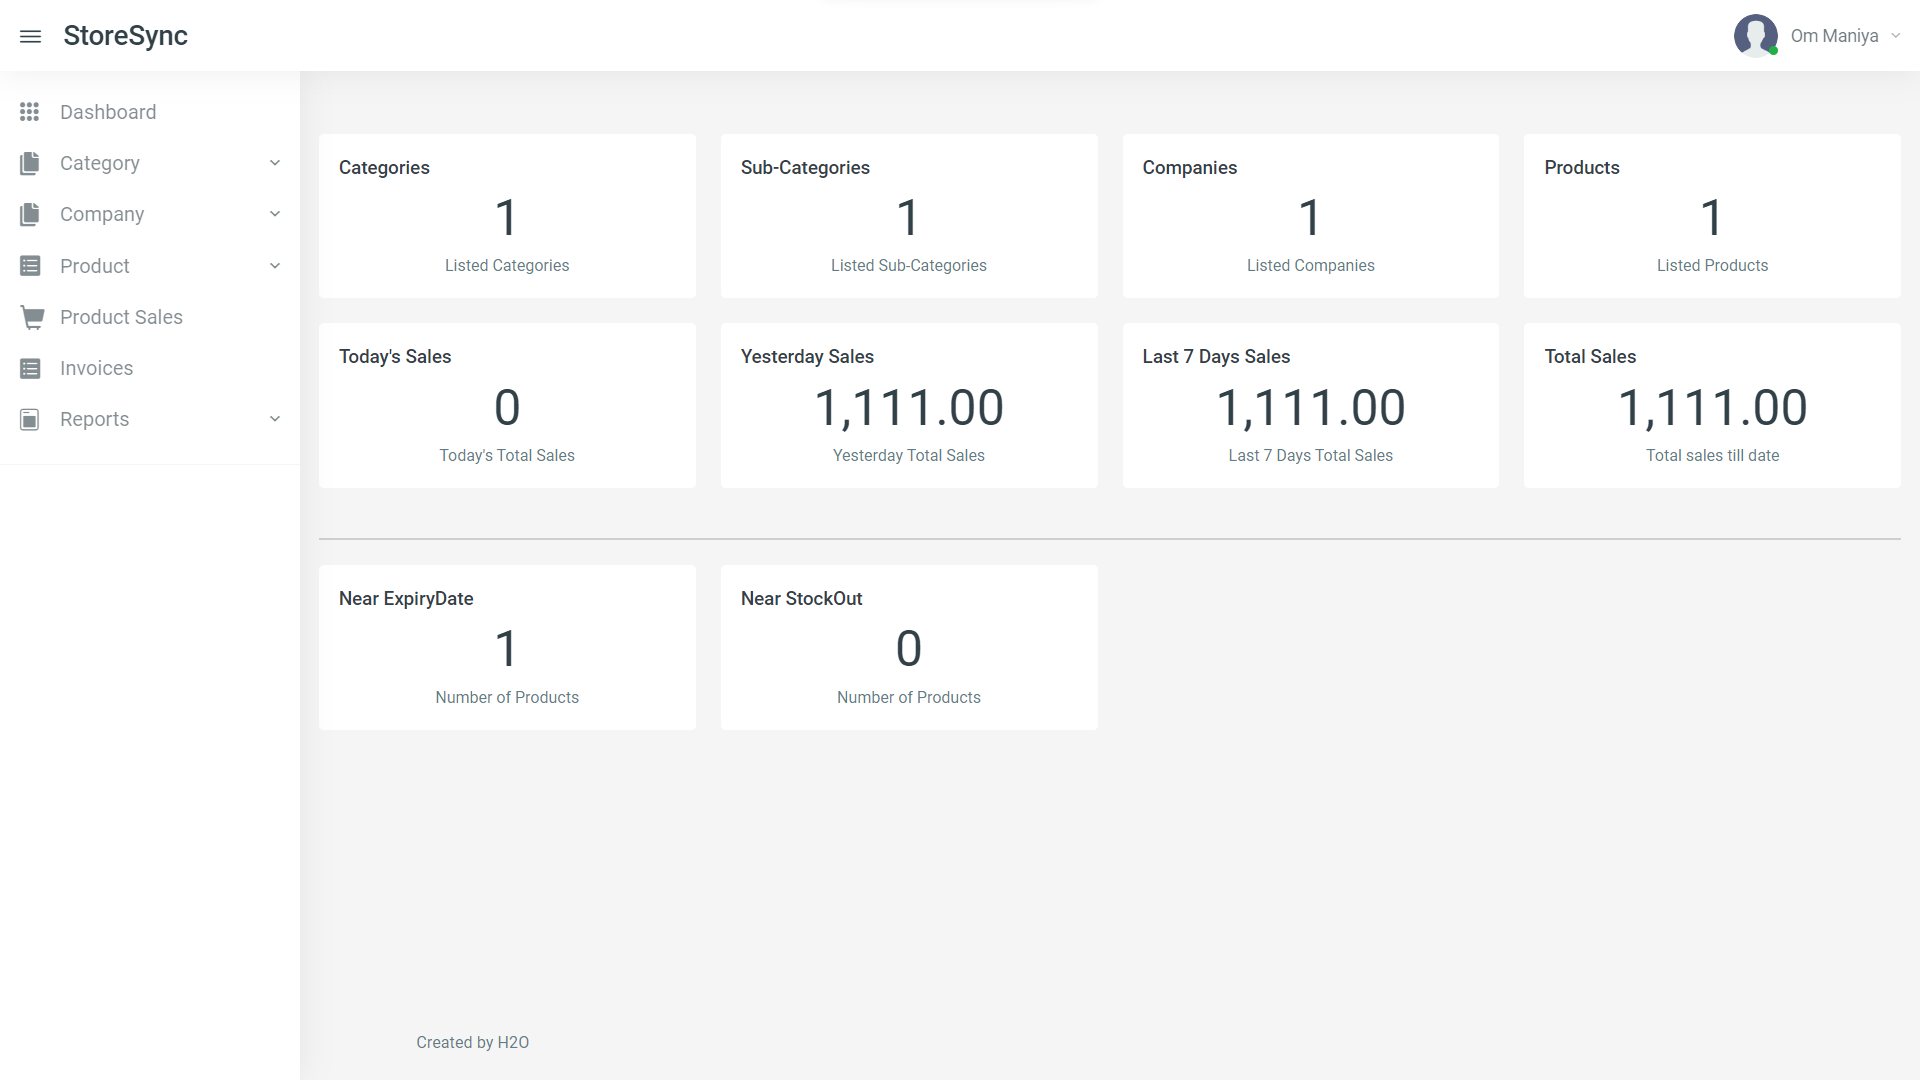 StoreSync
Om Maniya
Dashboard
Category
Company
Product
Product Sales
Invoices
Reports
Categories
1
Listed Categories
Sub-Categories
1
Listed Sub-Categories
Companies
1
Listed Companies
Products
1
Listed Products
Today's Sales
0
Today's Total Sales
Yesterday Sales
1,111.00
Yesterday Total Sales
Last 7 Days Sales
1,111.00
Last 7 Days Total Sales
Total Sales
1,111.00
Total sales till date
Near ExpiryDate
1
Number of Products
Near StockOut
0
Number of Products
Created by H2O